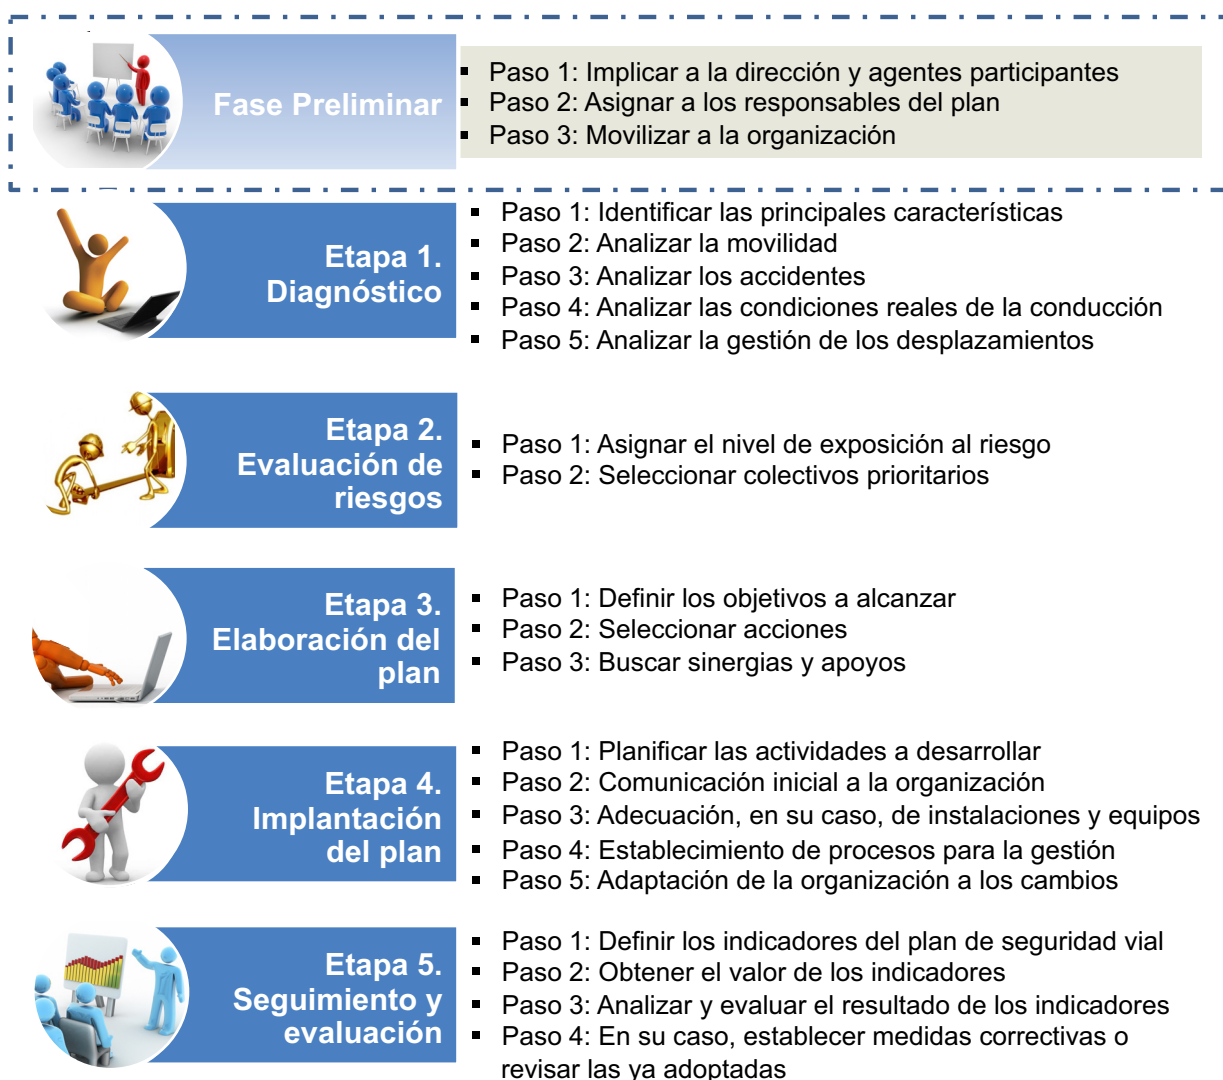 Fase Preliminar
▪ Paso 1: Implicar a la dirección y agentes participantes
▪ Paso 2: Asignar a los responsables del plan
▪ Paso 3: Movilizar a la organización
Etapa 1.
Diagnóstico
▪ Paso 1: Identificar las principales características
▪ Paso 2: Analizar la movilidad
▪ Paso 3: Analizar los accidentes
▪ Paso 4: Analizar las condiciones reales de la conducción
▪ Paso 5: Analizar la gestión de los desplazamientos
Etapa 2.
Evaluación de
riesgos
▪ Paso 1: Asignar el nivel de exposición al riesgo
▪ Paso 2: Seleccionar colectivos prioritarios
Etapa 3.
Elaboración del
plan
▪ Paso 1: Definir los objetivos a alcanzar
▪ Paso 2: Seleccionar acciones
▪ Paso 3: Buscar sinergias y apoyos
Etapa 4.
Implantación
del plan
▪ Paso 1: Planificar las actividades a desarrollar
▪ Paso 2: Comunicación inicial a la organización
▪ Paso 3: Adecuación, en su caso, de instalaciones y equipos
▪ Paso 4: Establecimiento de procesos para la gestión
▪ Paso 5: Adaptación de la organización a los cambios
Etapa 5.
Seguimiento y
evaluación
▪ Paso 1: Definir los indicadores del plan de seguridad vial
▪ Paso 2: Obtener el valor de los indicadores
▪ Paso 3: Analizar y evaluar el resultado de los indicadores
▪ Paso 4: En su caso, establecer medidas correctivas o
revisar las ya adoptadas